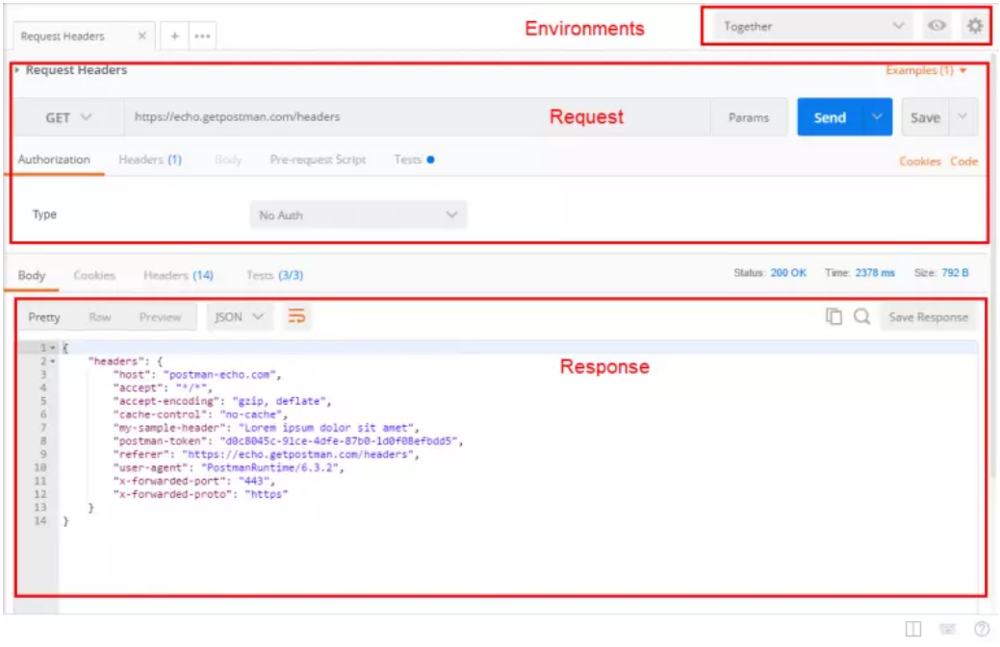 Request Headers × + •••
Environments
Together
Request Headers
Examples (1)
GET
https://echo.getpostman.com/headers
Request
Params
Send
Save
Authorization Headers (1) Body Pre-request Script Tests
Cookies Code
Type No Auth
Body Cookies Headers (14) Tests (3/3)
Status: 200 OK Time: 2378 ms Size: 792 B
Pretty Raw Preview JSON
Save Response
Response
1 {
2 "headers": {
3 "host": "postman-echo.com",
4 "accept": "*/*",
5 "accept-encoding": "gzip, deflate",
6 "cache-control": "no-cache",
7 "my-sample-header": "Lorem ipsum dolor sit amet",
8 "postman-token": "d0c8045c-91ce-4dfe-87b0-1d0f08efbdd5",
9 "referer": "https://echo.getpostman.com/headers",
10 "user-agent": "PostmanRuntime/6.3.2",
11 "x-forwarded-port": "443",
12 "x-forwarded-proto": "https"
13 }
14 }